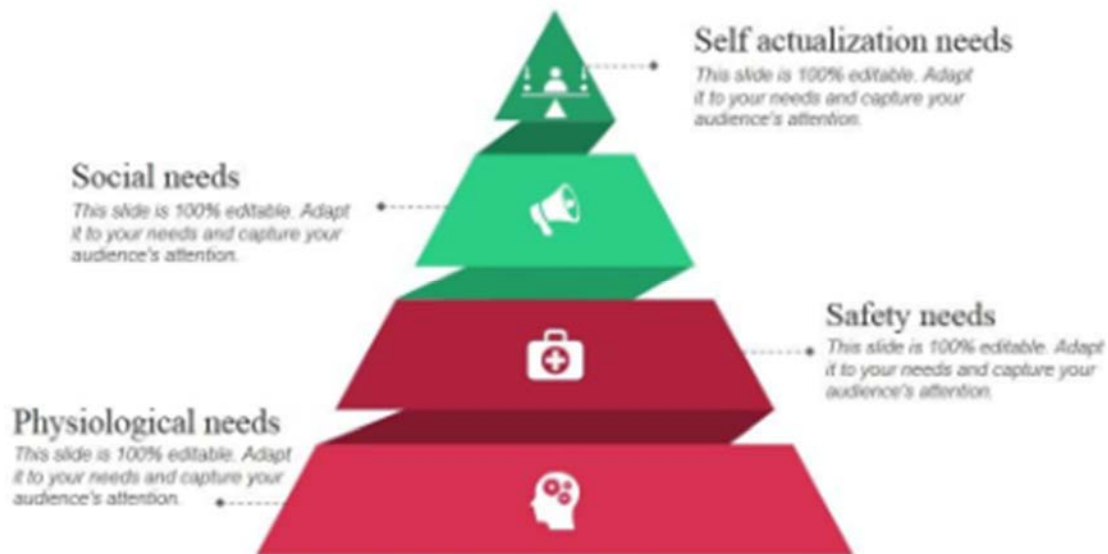 Self actualization needs
This slide is 100% editable. Adapt
it to your needs and capture your
audience's attention.
Social needs
This slide is 100% editable. Adapt
it to your needs and capture your
audience's attention.
Safety needs
This slide is 100% editable. Adapt
it to your needs and capture your
audience's attention.
Physiological needs
This slide is 100% editable. Adapt
it to your needs and capture your
audience's attention.